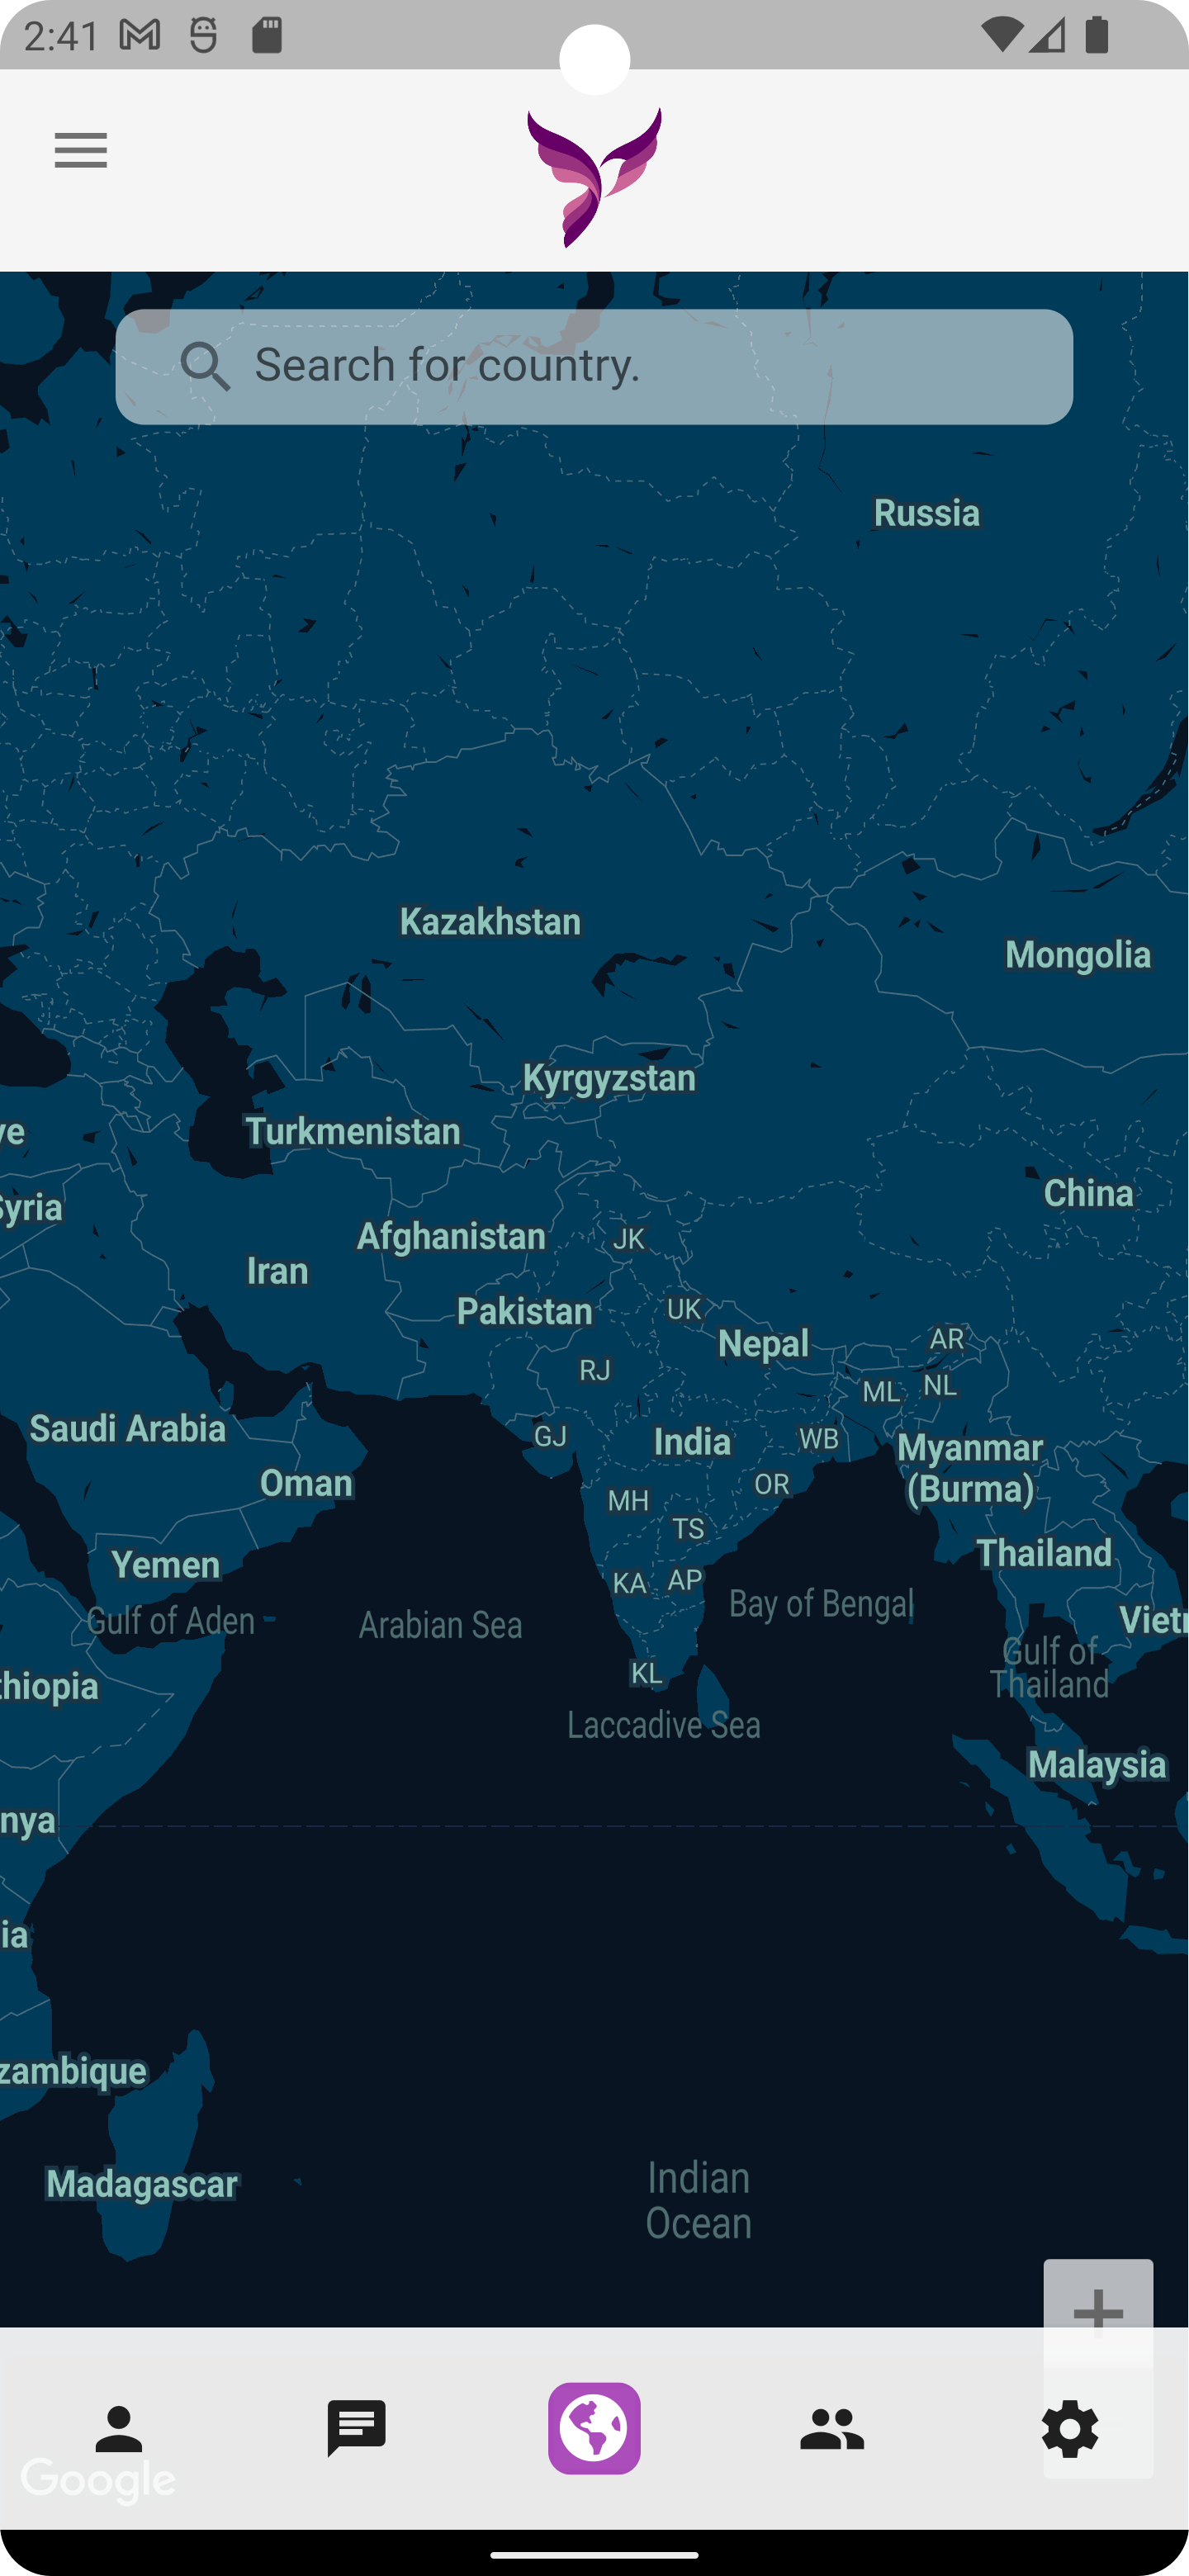 2:41
Search for country.
Russia
Kazakhstan
Mongolia
Kyrgyzstan
ye
Turkmenistan
China
Syria
Afghanistan
JK
Iran
Pakistan
UK
Nepal
AR
RJ
ML
NL
Saudi Arabia
GJ
India
WB
Myanmar
(Burma)
Oman
MH
OR
TS
Thailand
Yemen
KA
AP
Gulf of Aden
Arabian Sea
Bay of Bengal
Viet
Gulf of
Thailand
thiopia
KL
Laccadive Sea
Malaysia
nya
ia
zambique
Madagascar
Indian
Ocean
Google